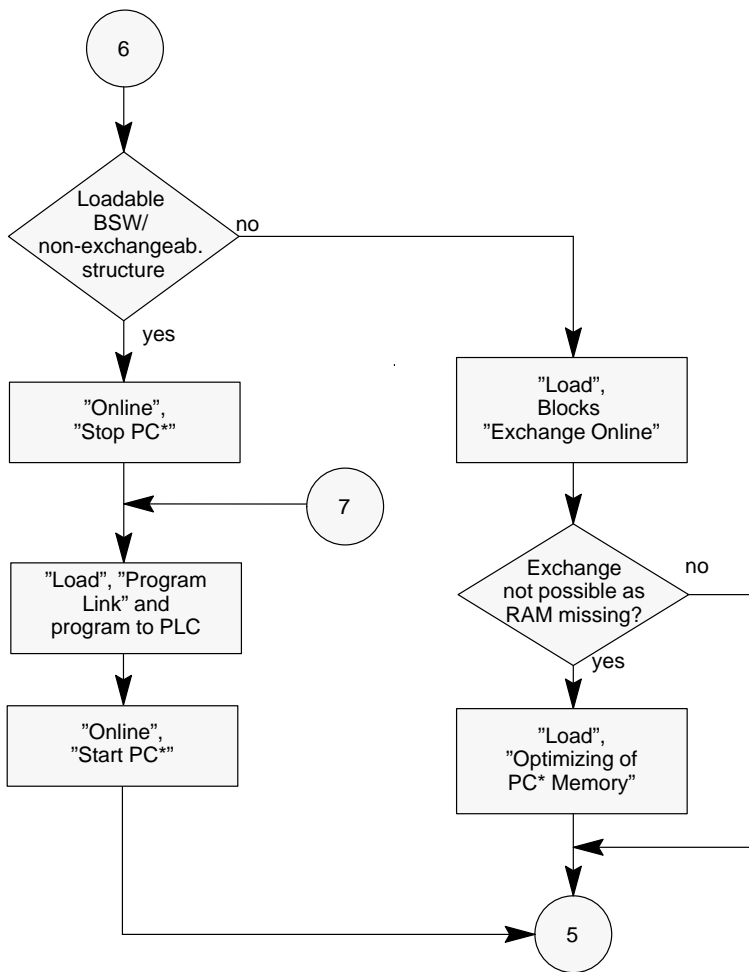 6
Loadable
BSW/
non-exchangeab.
structure
no
yes
”Online”,
”Stop PC*”
”Load”,
Blocks
”Exchange Online”
7
”Load”, ”Program
Link” and
program to PLC
Exchange
not possible as
RAM missing?
no
yes
”Online”,
”Start PC*”
”Load”,
”Optimizing of
PC* Memory”
5